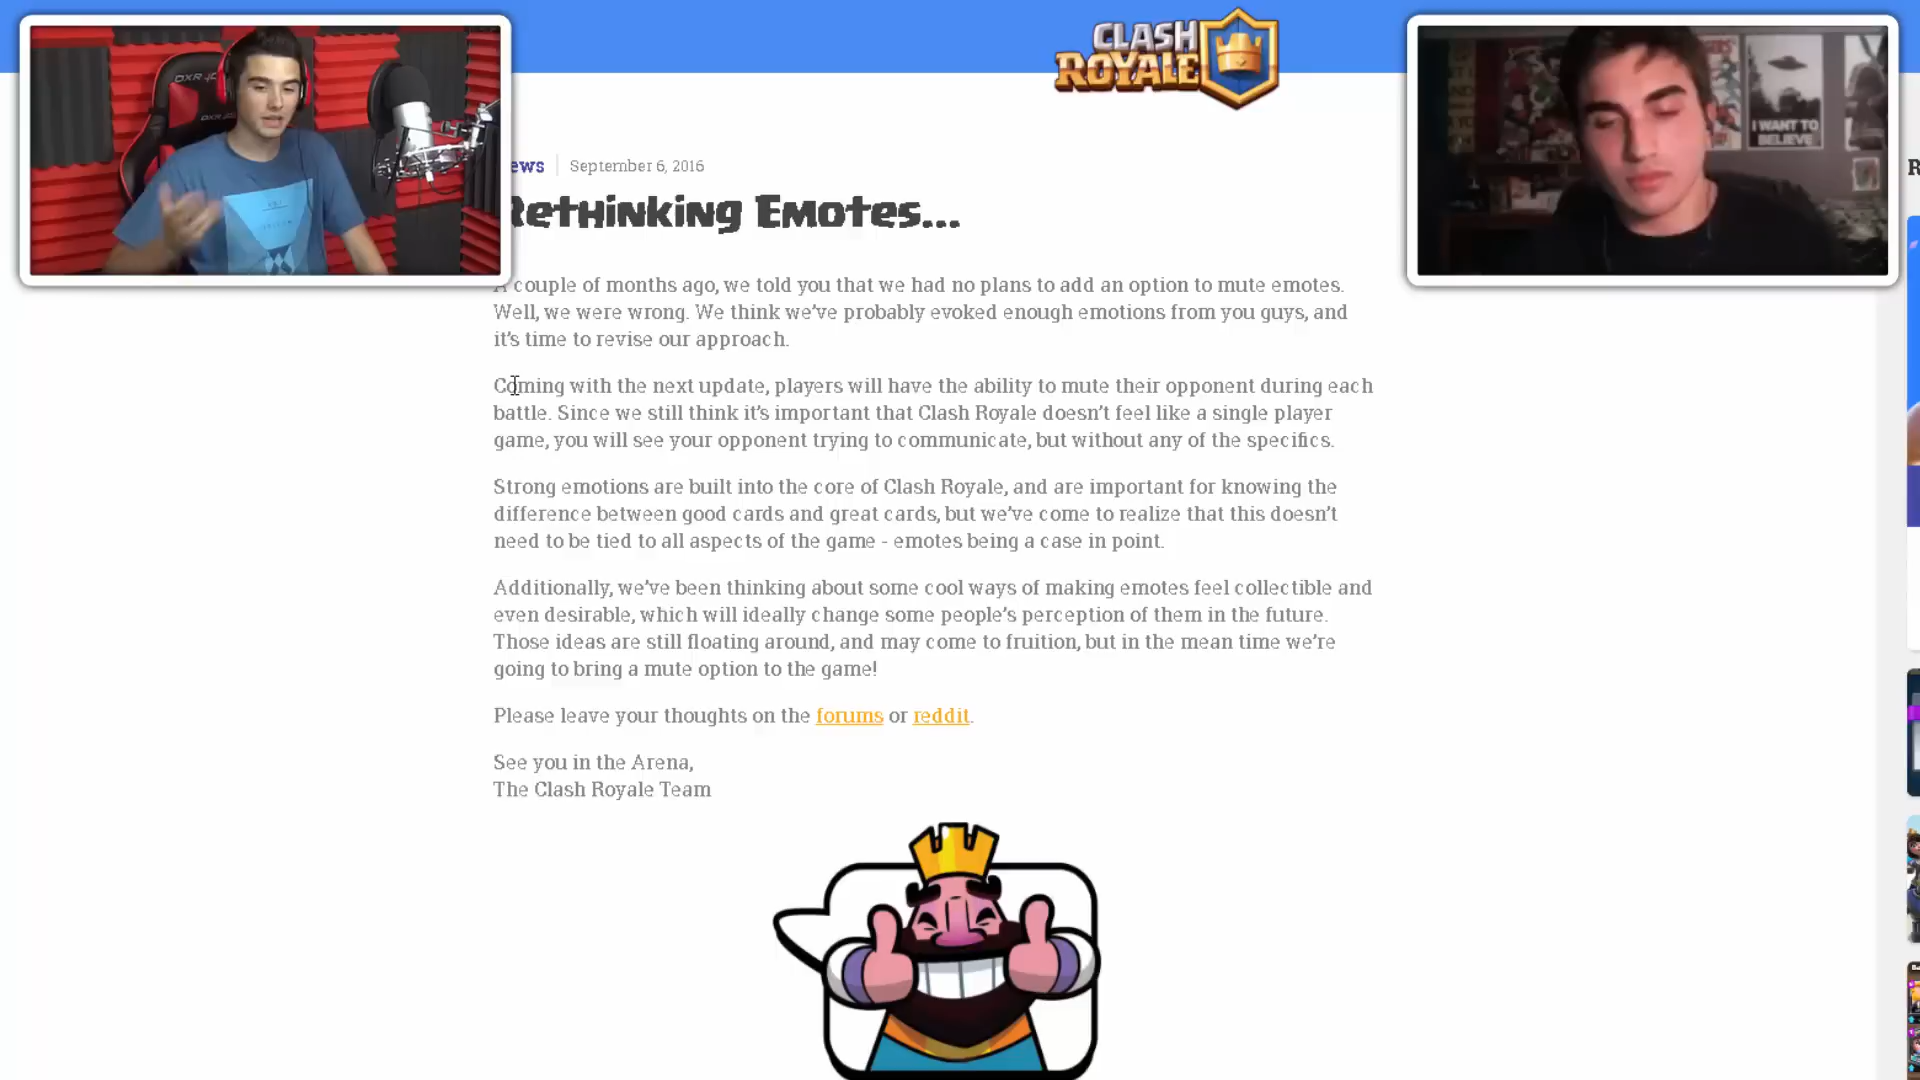 CLASH
ROYALE
DXR
I WANT TO
BELIEVE
ews
September 6, 2016
Rethinking Emotes...
A couple of months ago, we told you that we had no plans to add an option to mute emotes.
Well, we were wrong. We think we've probably evoked enough emotions from you guys, and
it's time to revise our approach.
Coming with the next update, players will have the ability to mute their opponent during each
battle. Since we still think it's important that Clash Royale doesn't feel like a single player
game, you will see your opponent trying to communicate, but without any of the specifics.
Strong emotions are built into the core of Clash Royale, and are important for knowing the
difference between good cards and great cards, but we've come to realize that this doesn't
need to be tied to all aspects of the game - emotes being a case in point.
Additionally, we've been thinking about some cool ways of making emotes feel collectible and
even desirable, which will ideally change some people's perception of them in the future.
Those ideas are still floating around, and may come to fruition, but in the mean time we're
going to bring a mute option to the game!
Please leave your thoughts on the forums or reddit.
See you in the Arena,
The Clash Royale Team